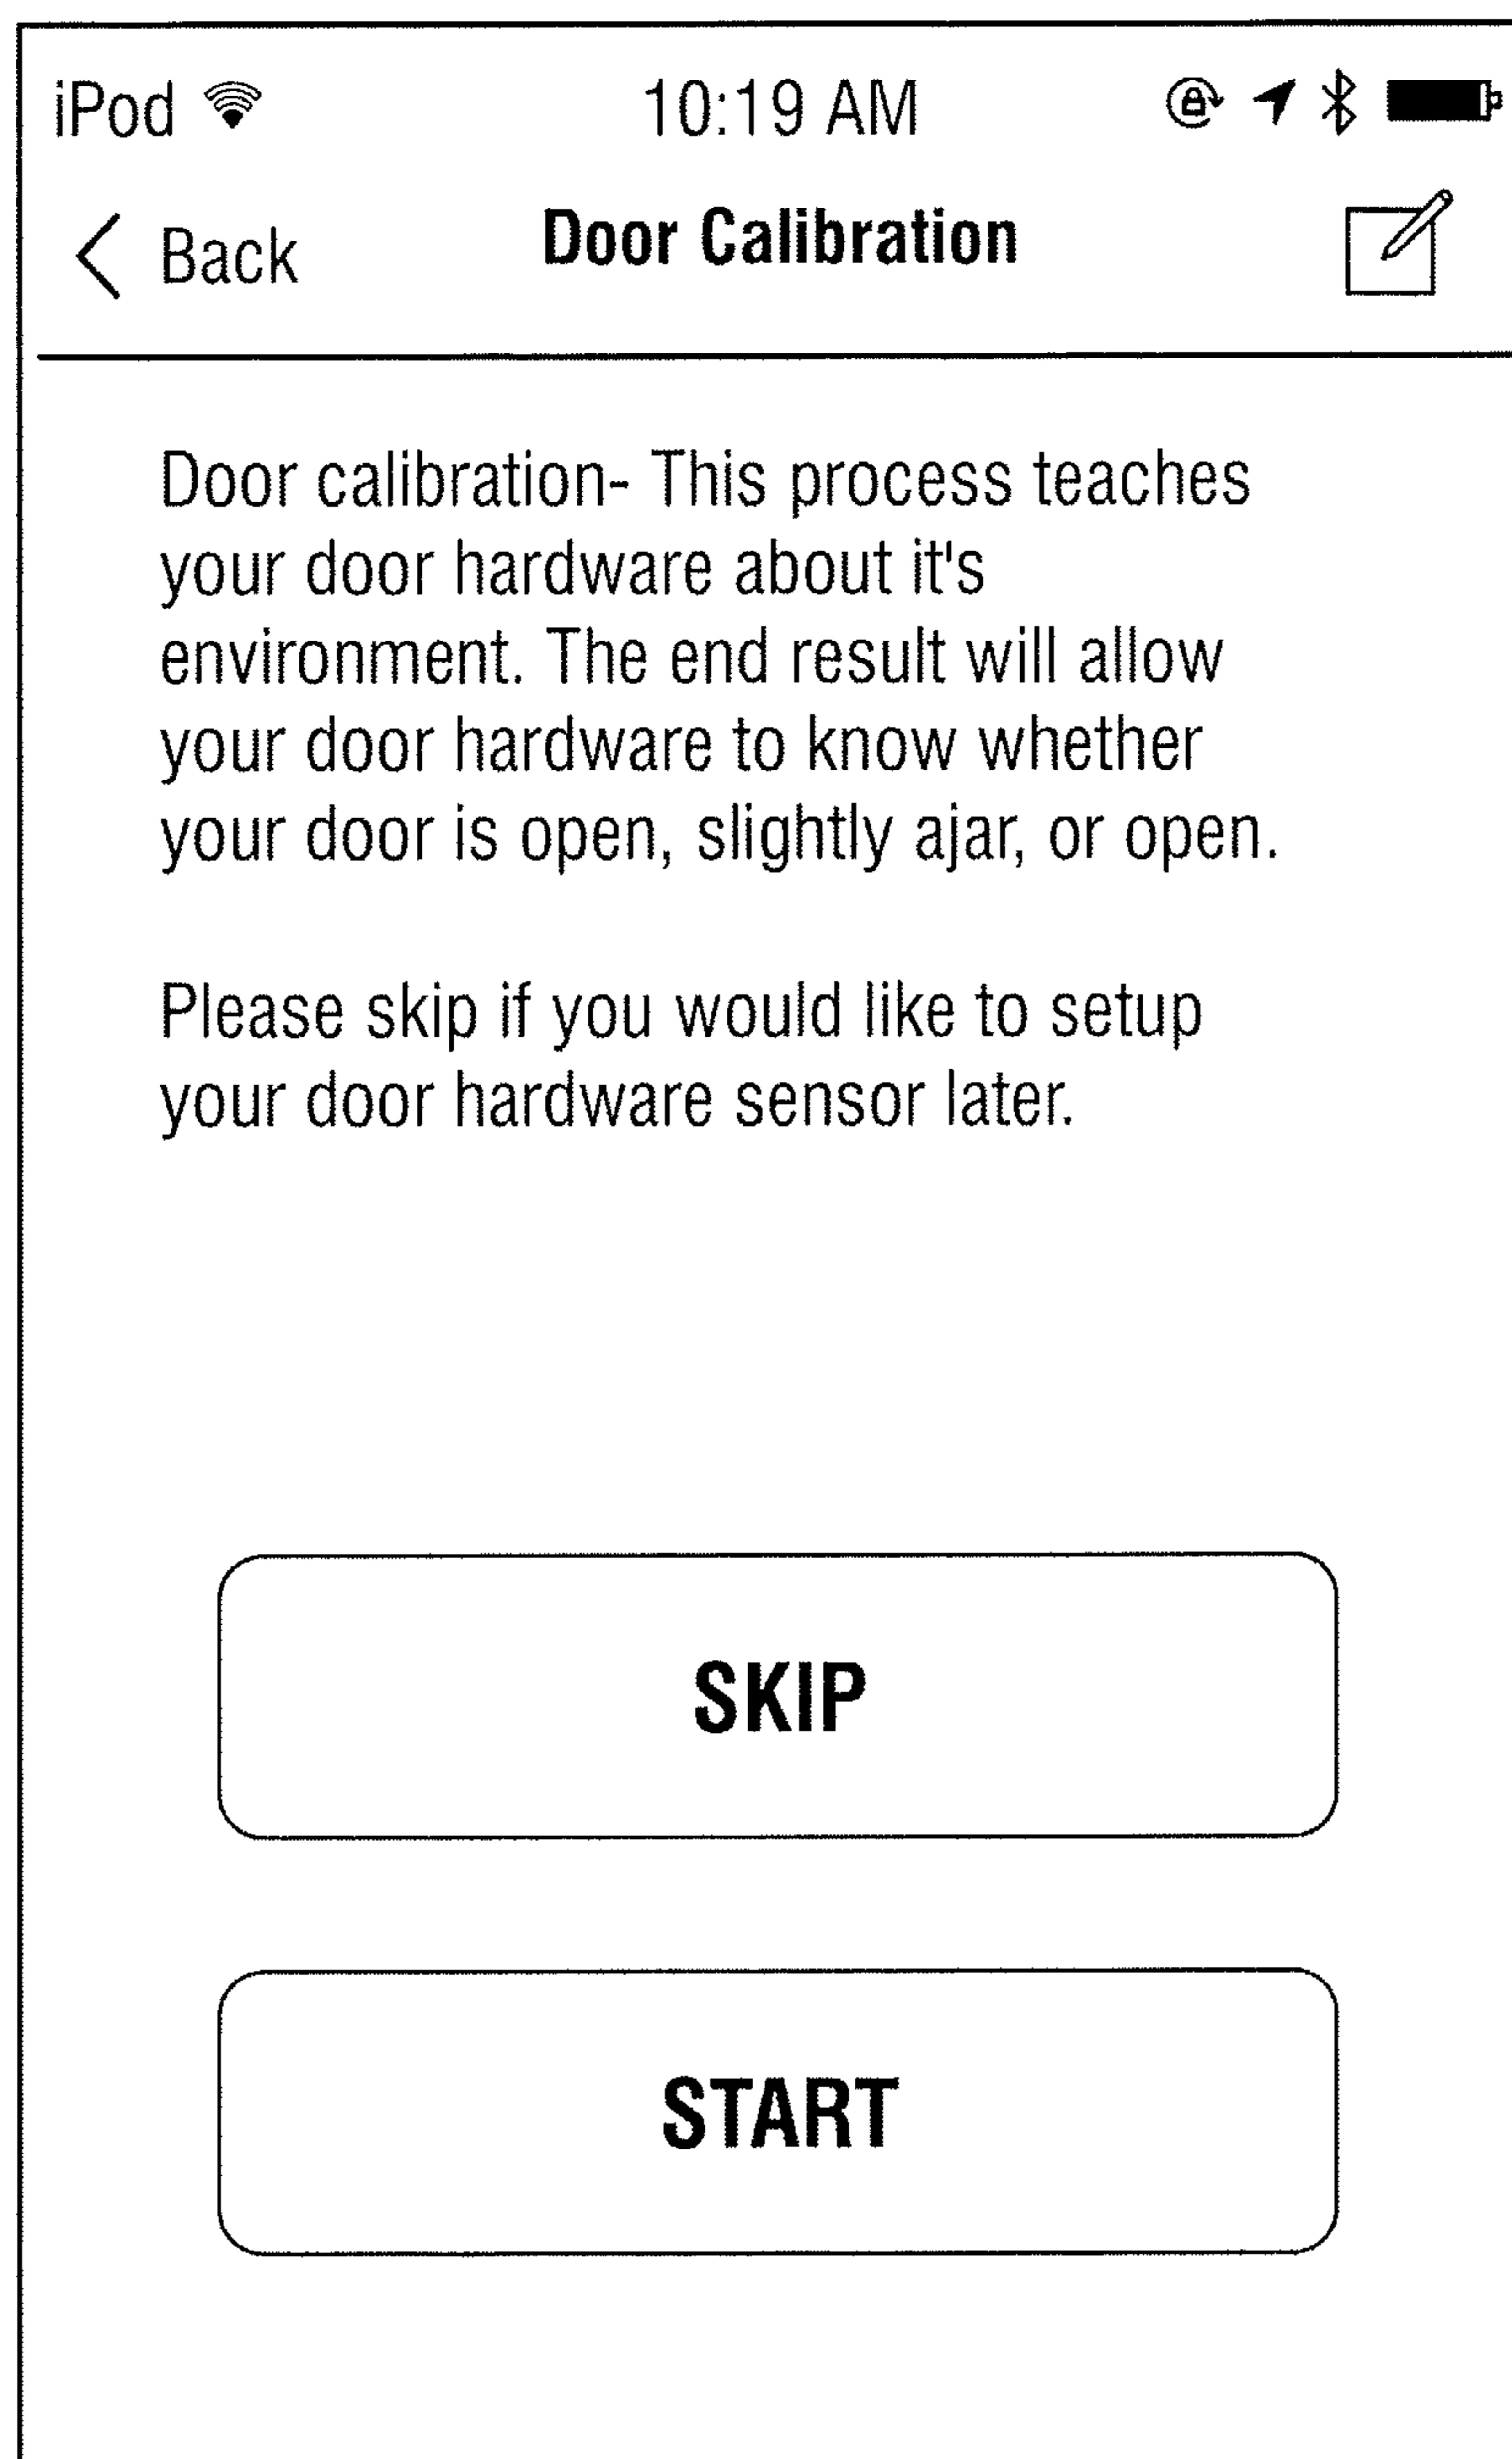 iPod 10:19 AM
Back Door Calibration
Door calibration- This process teaches
your door hardware about it's
environment. The end result will allow
your door hardware to know whether
your door is open, slightly ajar, or open.
Please skip if you would like to setup
your door hardware sensor later.
SKIP
START